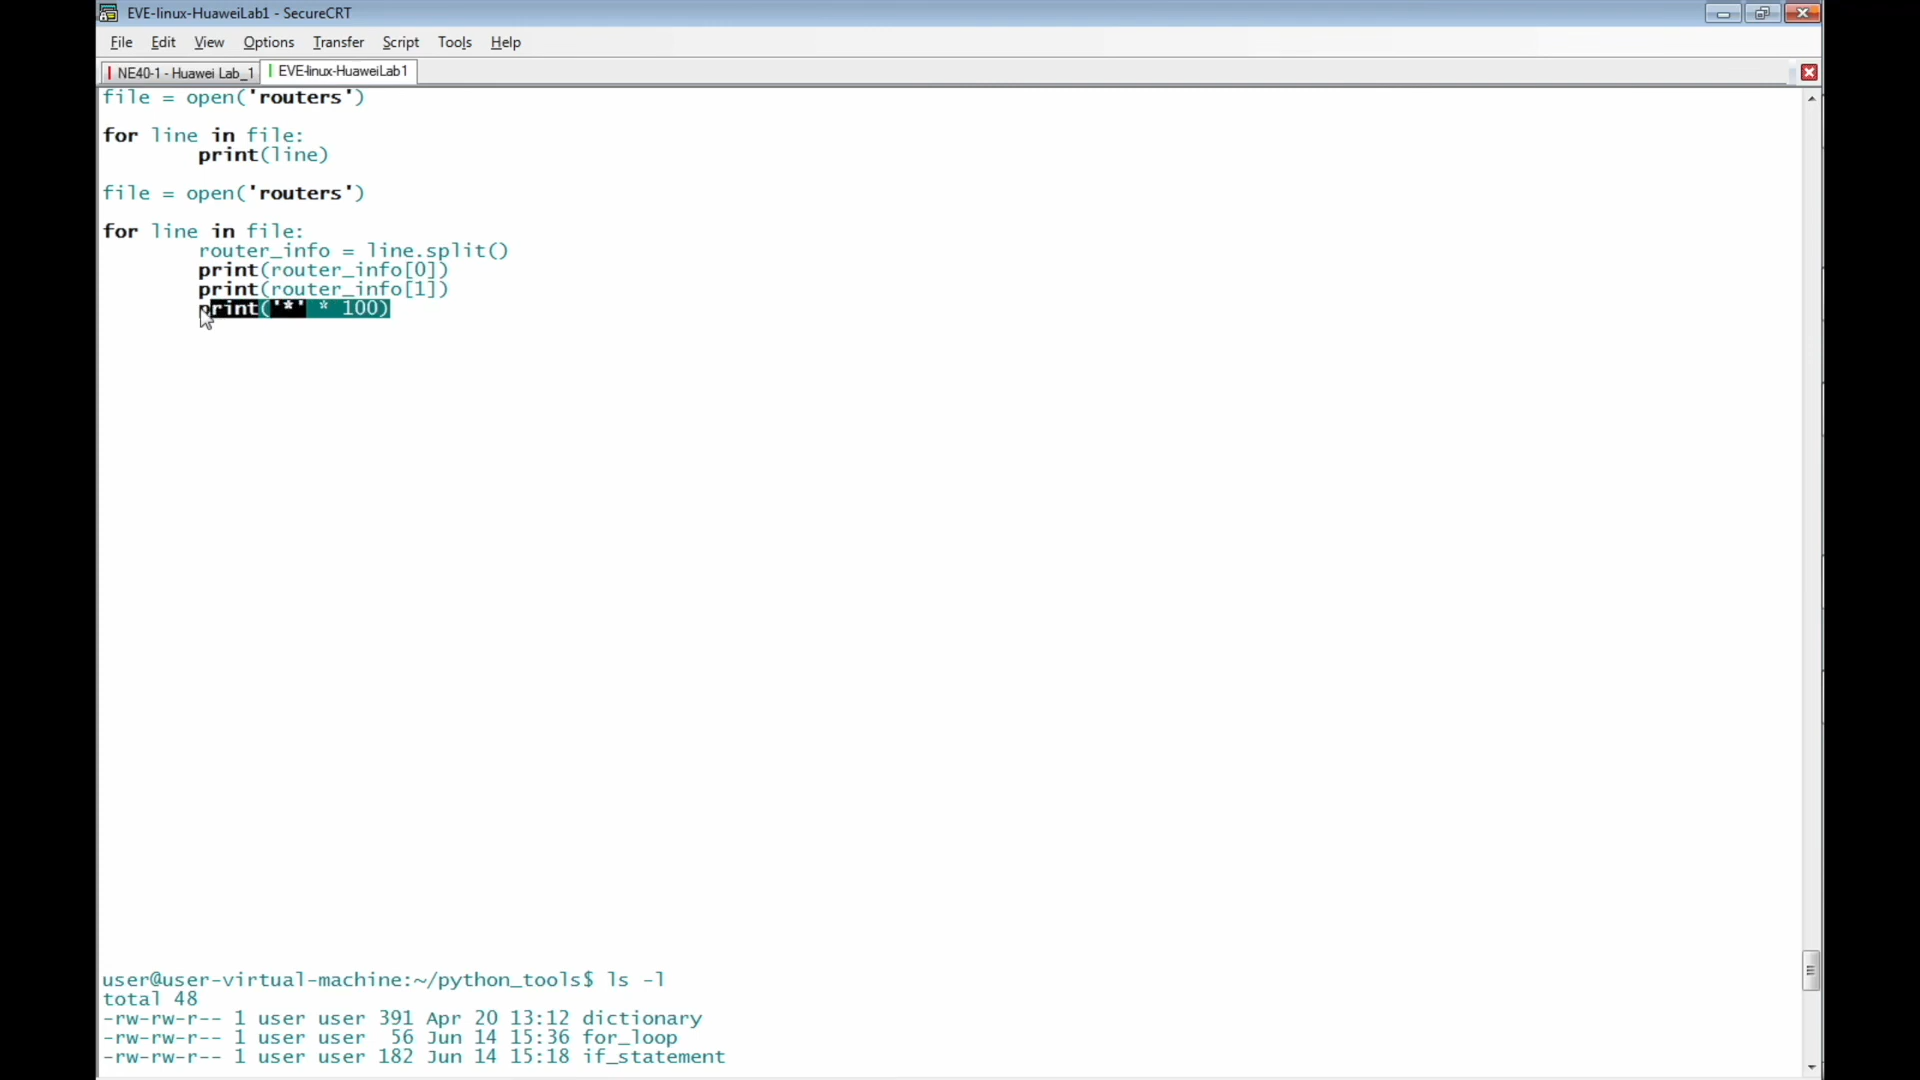 EVE-linux-HuaweiLab1 - SecureCRT
File Edit View Options Transfer Script Tools Help
NE40-1 - Huawei Lab_1 EVE-linux-HuaweiLab1
file = open('routers')
for line in file:
print(line)
file = open('routers')
for line in file:
router_info = line.split()
print(router_info[0])
print(router_info[1])
print('*' * 100)
user@user-virtual-machine:~/python_tools$ ls -l
total 48
-rw-rw-r-- 1 user user 391 Apr 20 13:12 dictionary
-rw-rw-r-- 1 user user 56 Jun 14 15:36 for_loop
-rw-rw-r-- 1 user user 182 Jun 14 15:18 if_statement